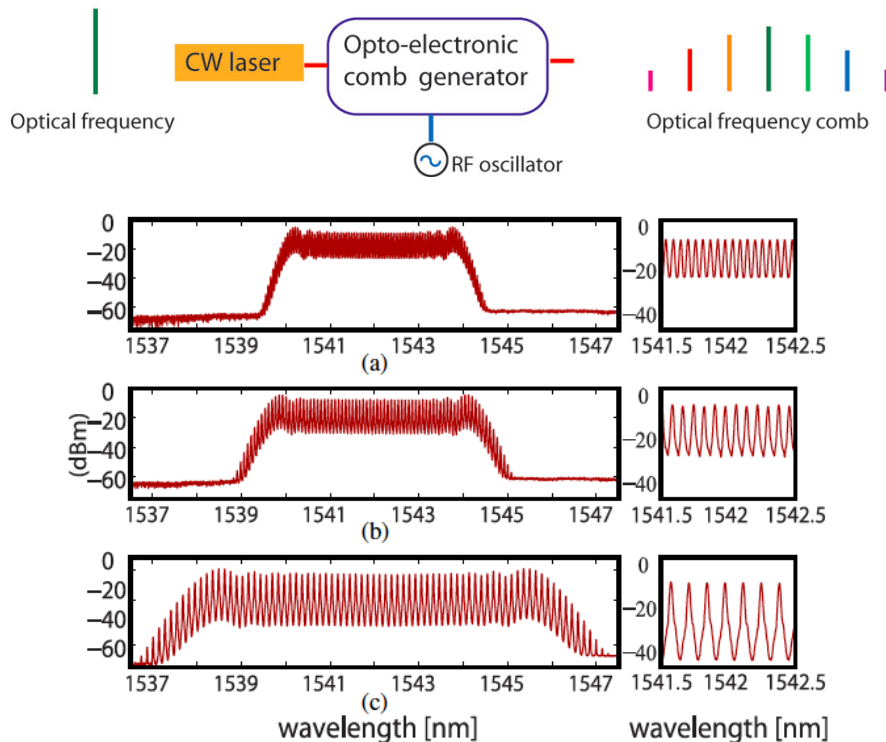 Optical frequency
CW laser
Opto-electronic
comb generator
RF oscillator
Optical frequency comb
0
−20
−40
−60
1537 1539 1541 1543 1545 1547
(a)
0
−20
−40
1541.5 1542 1542.5
(dBm)
0
−20
−40
−60
1537 1539 1541 1543 1545 1547
(b)
0
−20
−40
1541.5 1542 1542.5
0
−20
−40
−60
1537 1539 1541 1543 1545 1547
(c)
wavelength [nm]
0
−20
−40
1541.5 1542 1542.5
wavelength [nm]